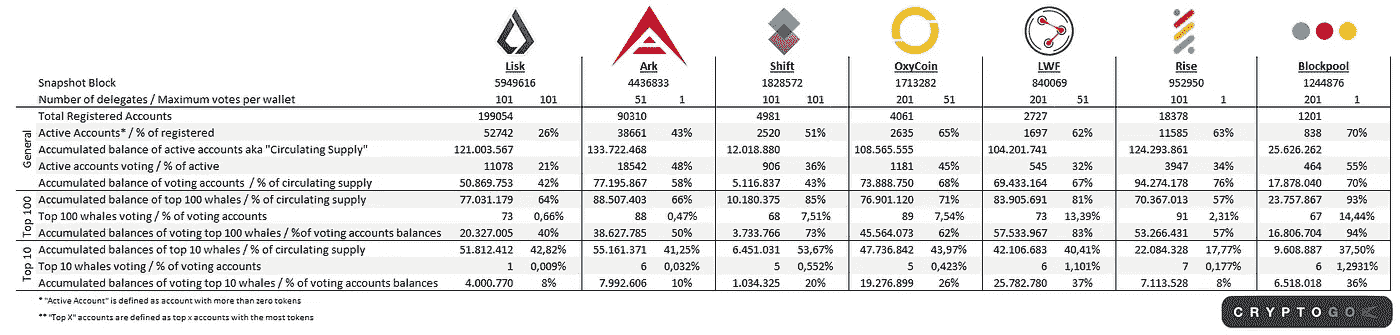 Lisk Ark Shift OxyCoin LWF Rise Blockpool
Snapshot Block 5949616 4436833 1828572 1713282 840069 952950 1244876
Number of delegates / Maximum votes per wallet 101 101 51 1 101 101 201 51 201 51 101 1 201 1
General
Total Registered Accounts 199054 90310 4981 4061 2727 18378 1201
Active Accounts* / % of registered 52742 26% 38661 43% 2520 51% 2635 65% 1697 62% 11585 63% 838 70%
Accumulated balance of active accounts aka "Circulating Supply" 121.003.567 133.722.468 12.018.880 108.565.555 104.201.741 124.293.861 25.626.262
Active accounts voting / % of active 11078 21% 18542 48% 906 36% 1181 45% 545 32% 3947 34% 464 55%
Accumulated balance of voting accounts / % of circulating supply 50.869.753 42% 77.195.867 58% 5.116.837 43% 73.888.750 68% 69.433.164 67% 94.274.178 76% 17.878.040 70%
Top 100
Accumulated balance of top 100 whales / % of circulating supply 77.031.179 64% 88.507.403 66% 10.180.375 85% 76.901.120 71% 83.905.691 81% 70.367.013 57% 23.757.867 93%
Top 100 whales voting / % of voting accounts 73 0,66% 88 0,47% 68 7,51% 89 7,54% 73 13,39% 91 2,31% 67 14,44%
Accumulated balances of voting top 100 whales / %of voting accounts balances 20.327.005 40% 38.627.785 50% 3.733.766 73% 45.564.073 62% 57.533.967 83% 53.266.431 57% 16.806.704 94%
Top 10
Accumulated balances of top 10 whales / % of circulating supply 51.812.412 42,82% 55.161.371 41,25% 6.451.031 53,67% 47.736.842 43,97% 42.106.683 40,41% 22.084.328 17,77% 9.608.887 37,50%
Top 10 whales voting / % of voting accounts 1 0,009% 6 0,032% 5 0,552% 5 0,423% 6 1,101% 7 0,177% 6 1,2931%
Accumulated balances of voting top 10 whales / % of voting accounts balances 4.000.770 8% 7.992.606 10% 1.034.325 20% 19.276.899 26% 25.782.780 37% 7.113.528 8% 6.518.018 36%
* "Active Account" is defined as account with more than zero tokens
** "Top X" accounts are defined as top x accounts with the most tokens
CRYPTOGO